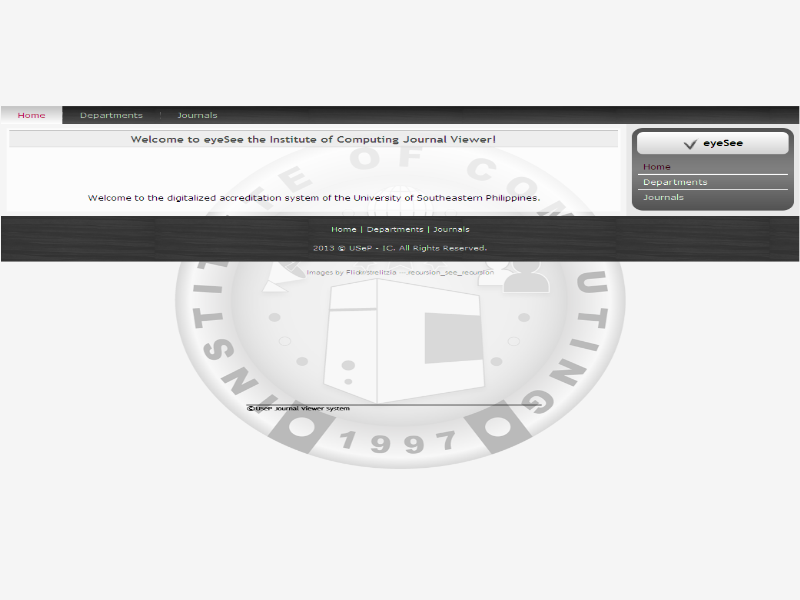 Home Departments Journals
Welcome to eyeSee the Institute of Computing Journal Viewer!
eyeSee
Home
Departments
Journals
Welcome to the digitalized accreditation system of the University of Southeastern Philippines.
Home | Departments | Journals
2013 © USeP - IC. All Rights Reserved.
Images by Flickr/strelitzia -- .recursion_see_recursion
©USeP Journal Viewer System
INSTITUTE OF COMPUTING
1997